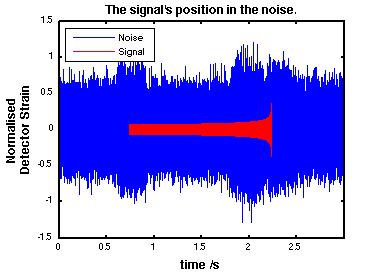 The signal's position in the noise.
1.5
Noise
Signal
1
0.5
0
-0.5
-1
-1.5
Normalised
Detector Strain
0 0.5 1 1.5 2 2.5
time /s